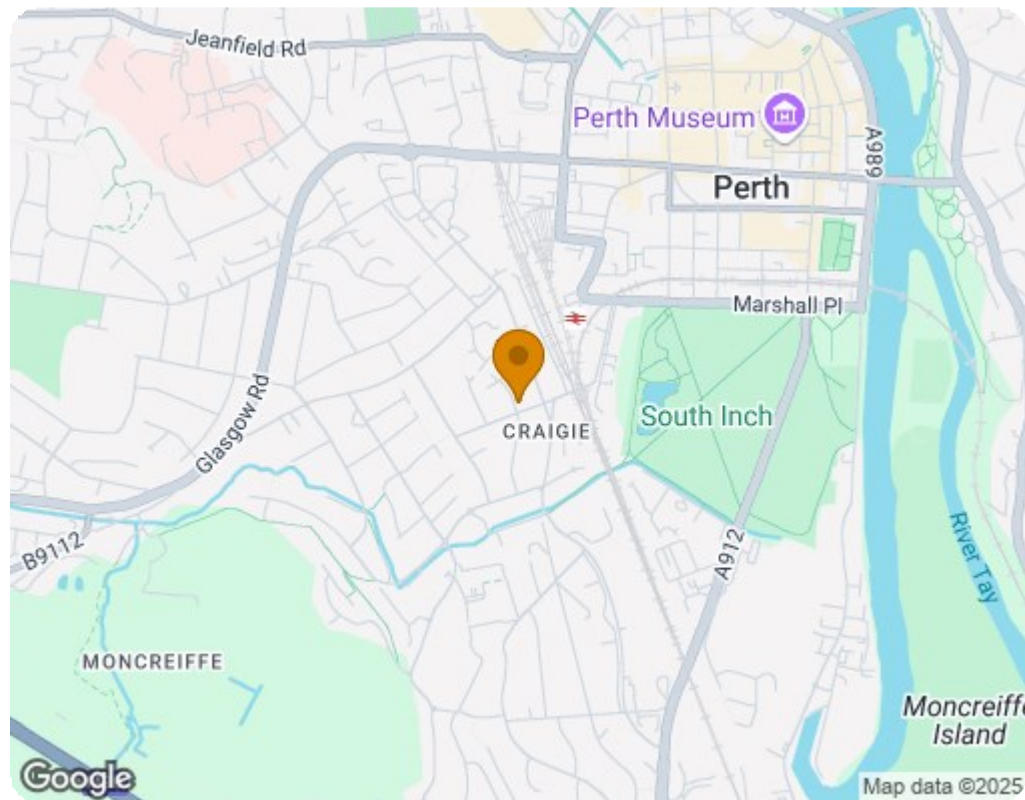 Jeanfield Rd
Perth Museum
A989
Perth
Marshall Pl
Glasgow Rd
CRAIGIE
South Inch
B9112
A912
River Tay
MONCREIFFE
Moncreiffe
Island
Google
Map data ©2025